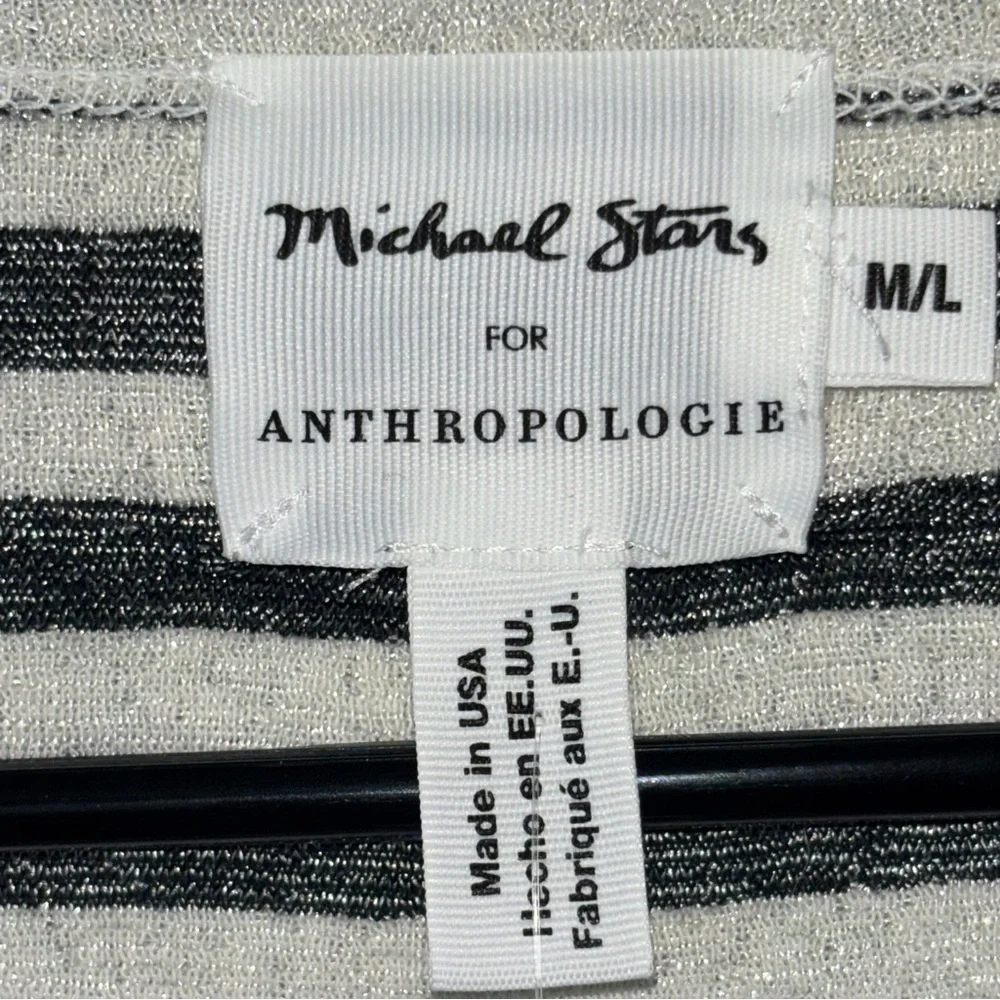 Michael Stars
FOR
ANTHROPOLOGIE
M/L
Made in USA
Hecho en EE.UU.
Fabriqué aux E.-U.